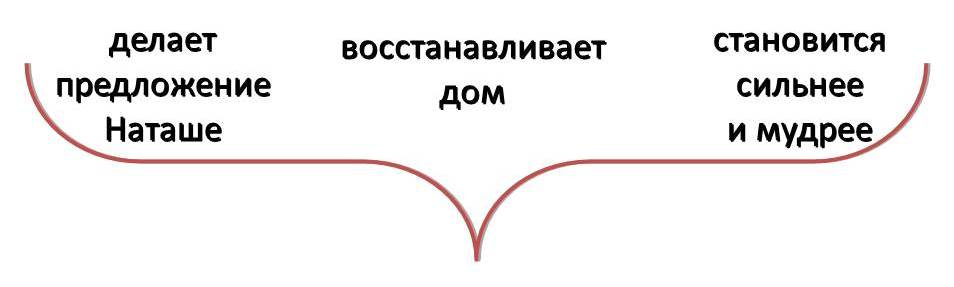 делает
предложение
Наташе
восстанавливает
дом
становится
сильнее
и мудрее